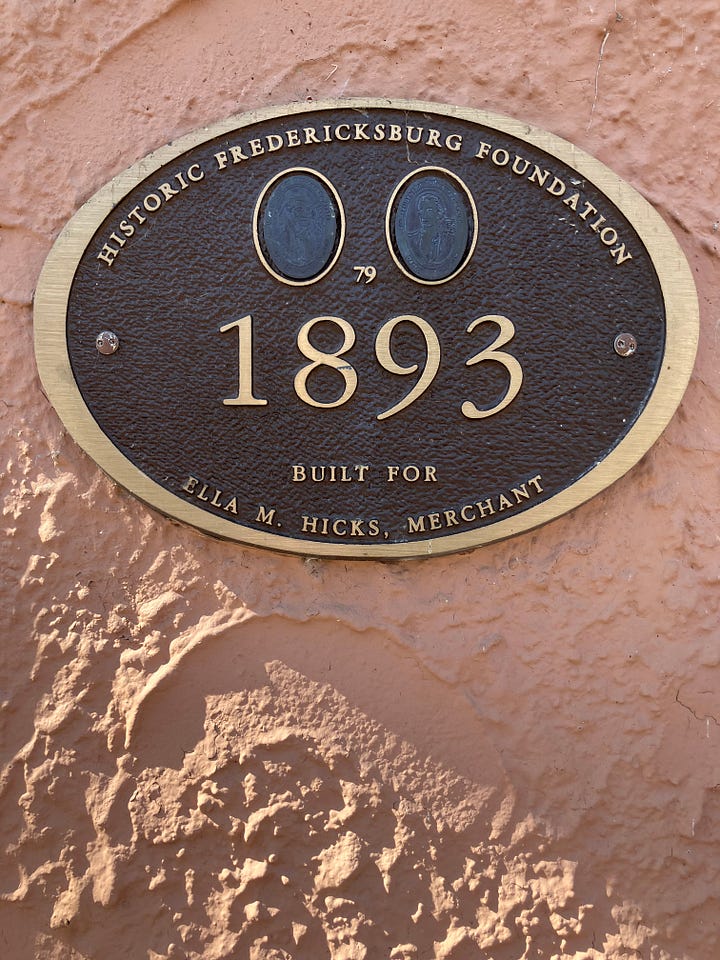 HISTORIC FREDERICKSBURG FOUNDATION
79
1893
BUILT FOR
ELLA M. HICKS, MERCHANT